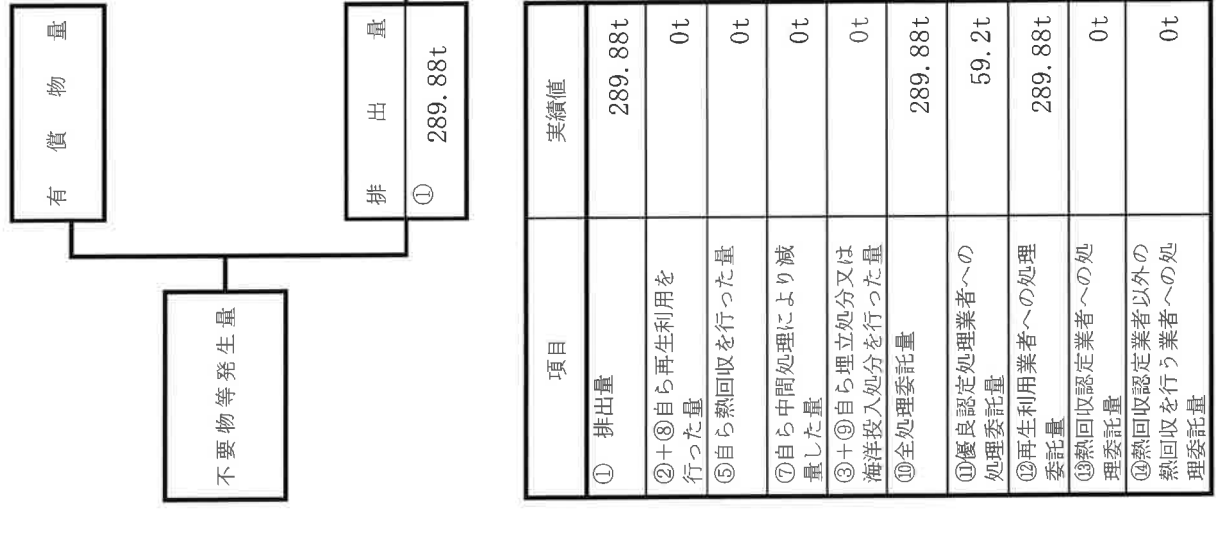 有償物量
不要物等発生量
排出量
①
289.88t
項目
実績値
① 排出量
289.88t
②+⑧自ら再生利用を
行った量
0t
⑤自ら熱回収を行った量
0t
⑦自ら中間処理により減
量した量
0t
③+⑨自ら埋立処分又は
海洋投入処分を行った量
0t
⑩全処理委託量
289.88t
⑪優良認定処理業者への
処理委託量
59.2t
⑫再生利用業者への処理
委託量
289.88t
⑬熱回収認定業者への処
理委託量
0t
⑭熱回収認定業者以外の
熱回収を行う業者への処
理委託量
0t